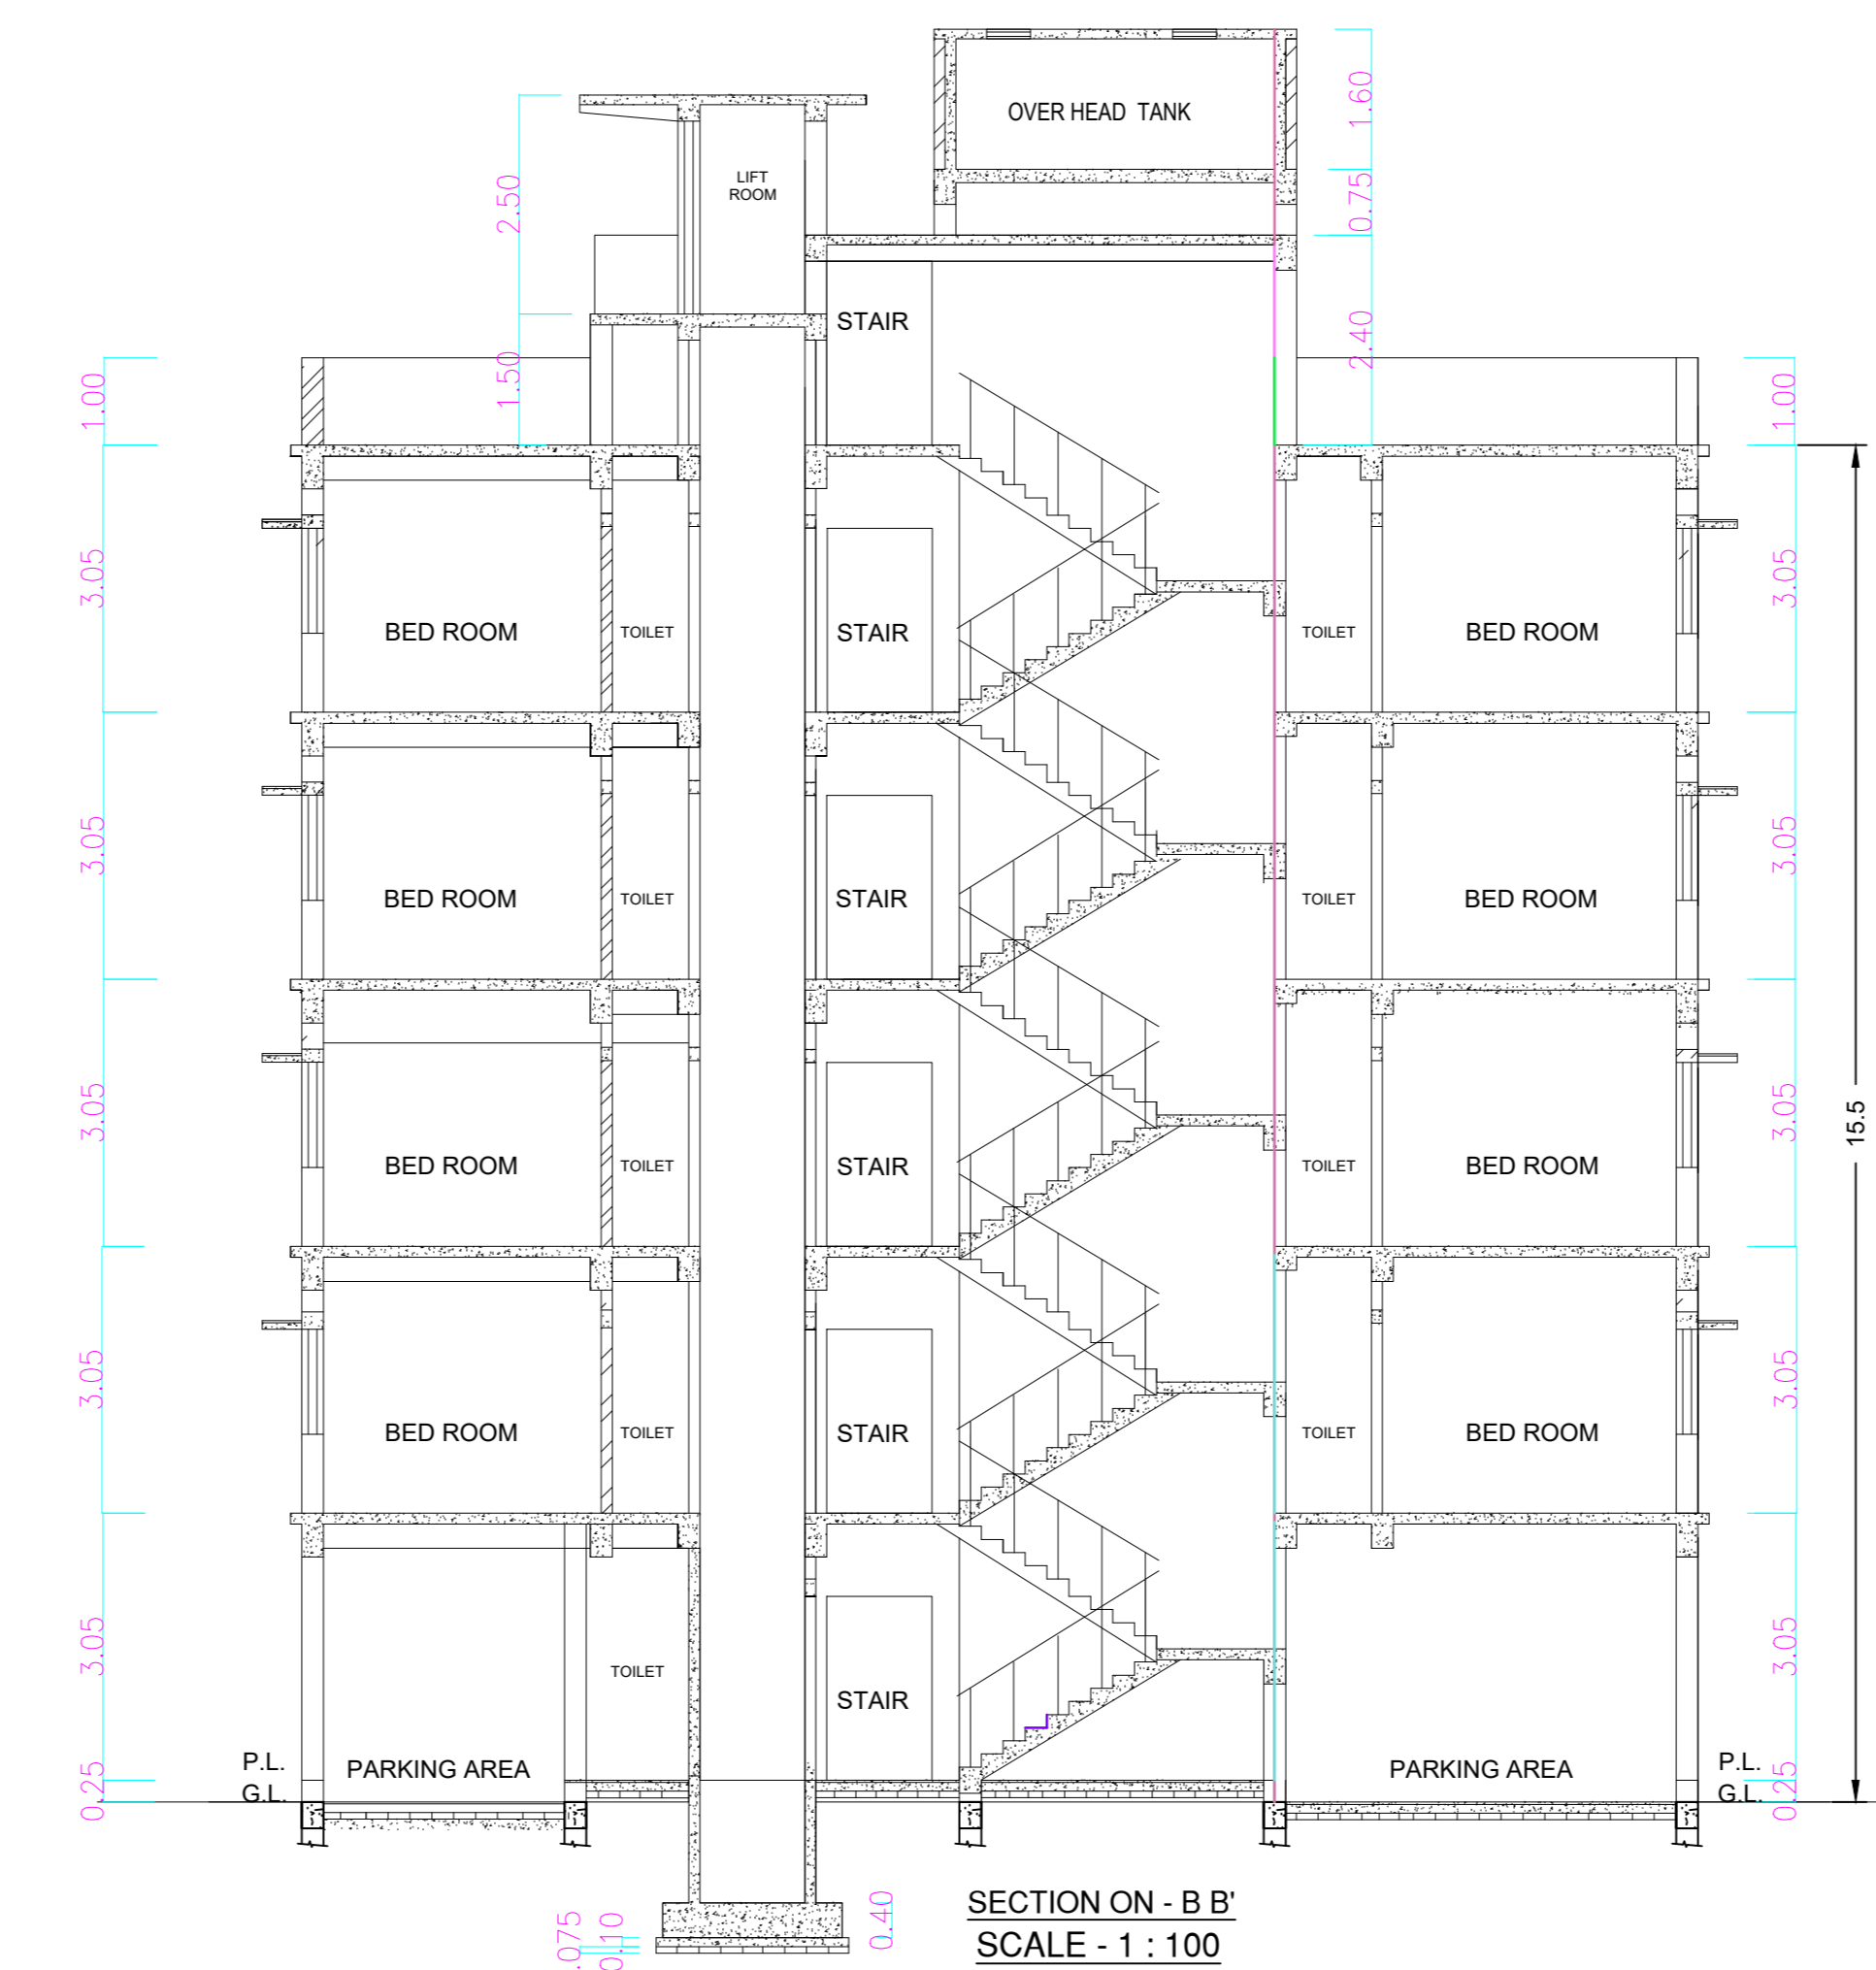 OVER HEAD  TANK
1.60
LIFT
ROOM
2.50
0.75
STAIR
2.40
1.50
1.00
1.00
3.05
BED ROOM
TOILET
STAIR
TOILET
BED ROOM
3.05
3.05
BED ROOM
TOILET
STAIR
TOILET
BED ROOM
3.05
3.05
BED ROOM
TOILET
STAIR
TOILET
BED ROOM
3.05
15.5
3.05
BED ROOM
TOILET
STAIR
TOILET
BED ROOM
3.05
3.05
TOILET
STAIR
3.05
P.L.
PARKING AREA
PARKING AREA
P.L.
G.L.
0.25
G.L.
0.25
SECTION ON - B B'
SCALE - 1 : 100
.075
0.10
0.40